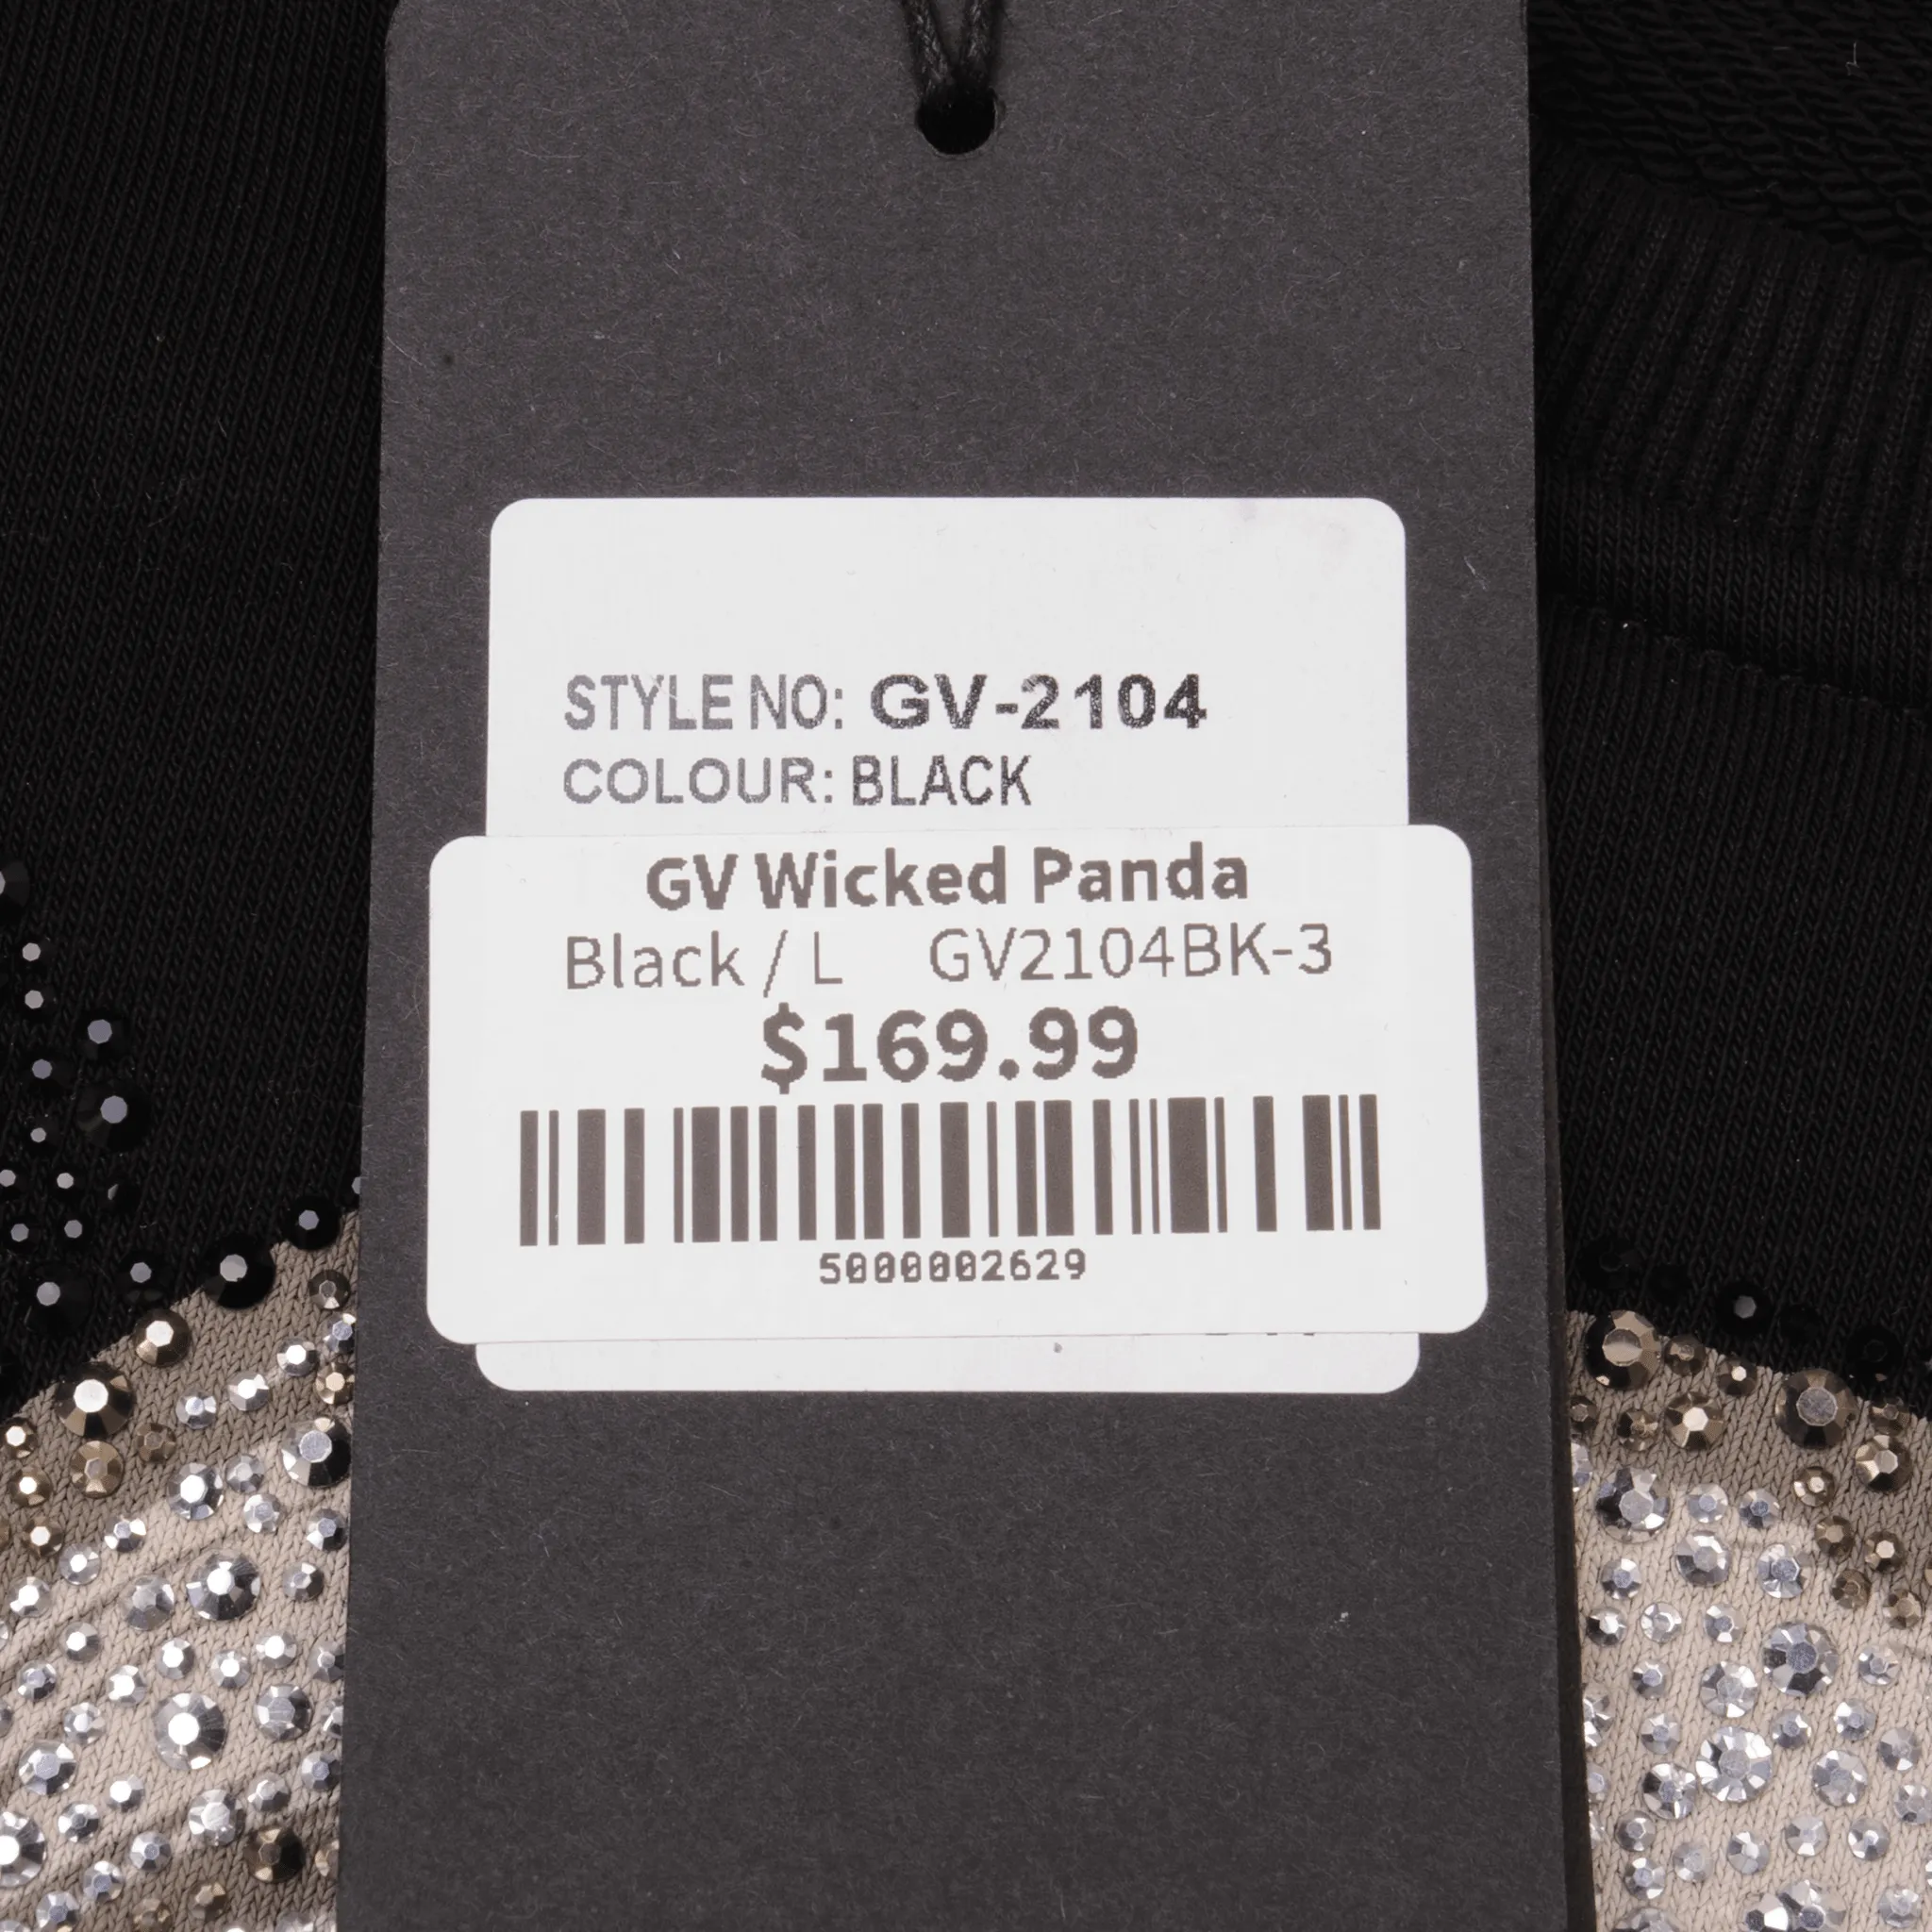 STYLE NO: GV-2104
COLOUR: BLACK
GV Wicked Panda
Black / L GV2104BK-3
$169.99
5000002629